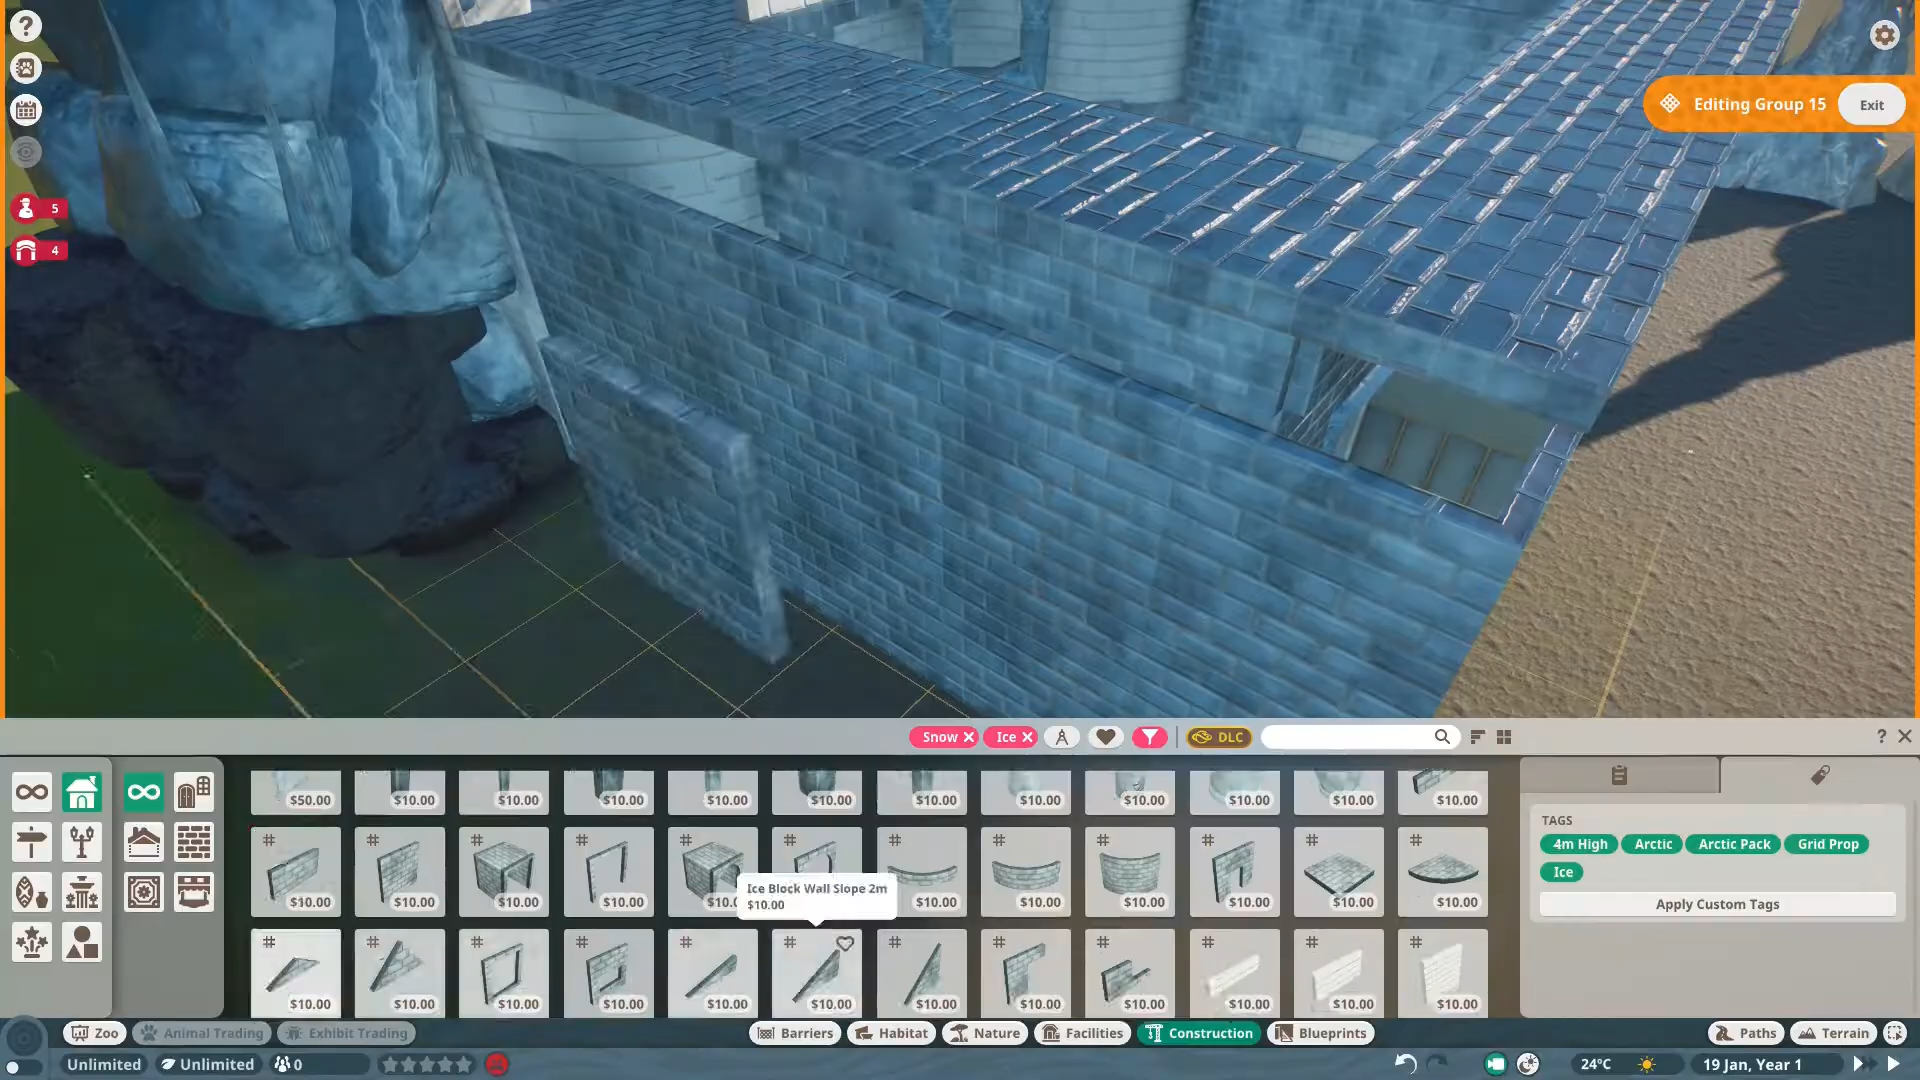 ?
Editing Group 15 Exit
5
4
Snow × Ice × DLC
? ×
$50.00 $10.00 $10.00 $10.00 $10.00 $10.00 $10.00 $10.00 $10.00 $10.00 $10.00 $10.00
TAGS
4m High Arctic Arctic Pack Grid Prop
Ice
Apply Custom Tags
$10.00 $10.00 $10.00 $10.00 $10.0 $10.00 $10.00 $10.00 $10.00 $10.00 $10.00
Ice Block Wall Slope 2m
$10.00
$10.00 $10.00 $10.00 $10.00 $10.00 $10.00 $10.00 $10.00 $10.00 $10.00 $10.00 $10.00
Zoo Animal Trading Exhibit Trading Barriers Habitat Nature Facilities Construction Blueprints Paths Terrain
Unlimited Unlimited 0 24°C 19 Jan, Year 1